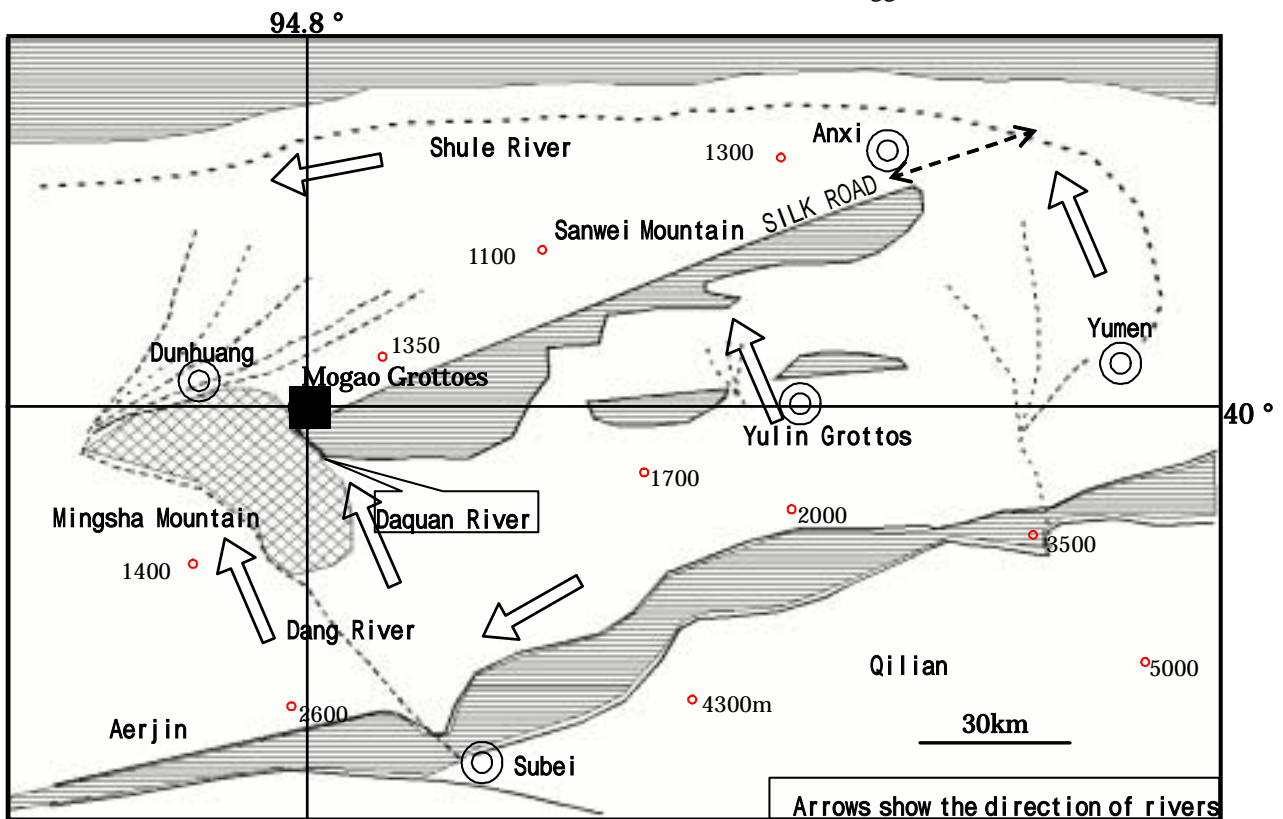 94.8 °
Anxi
Shule River
1300
SILK ROAD
Sanwei Mountain
1100
Yumen
1350
Dunhuang
Mogao Grottoes
40 °
Yulin Grottos
1700
Daquan River
2000
Mingsha Mountain
3500
1400
Dang River
Qilian
5000
4300m
2600
Aerjin
30km
Subei
Arrows show the direction of rivers